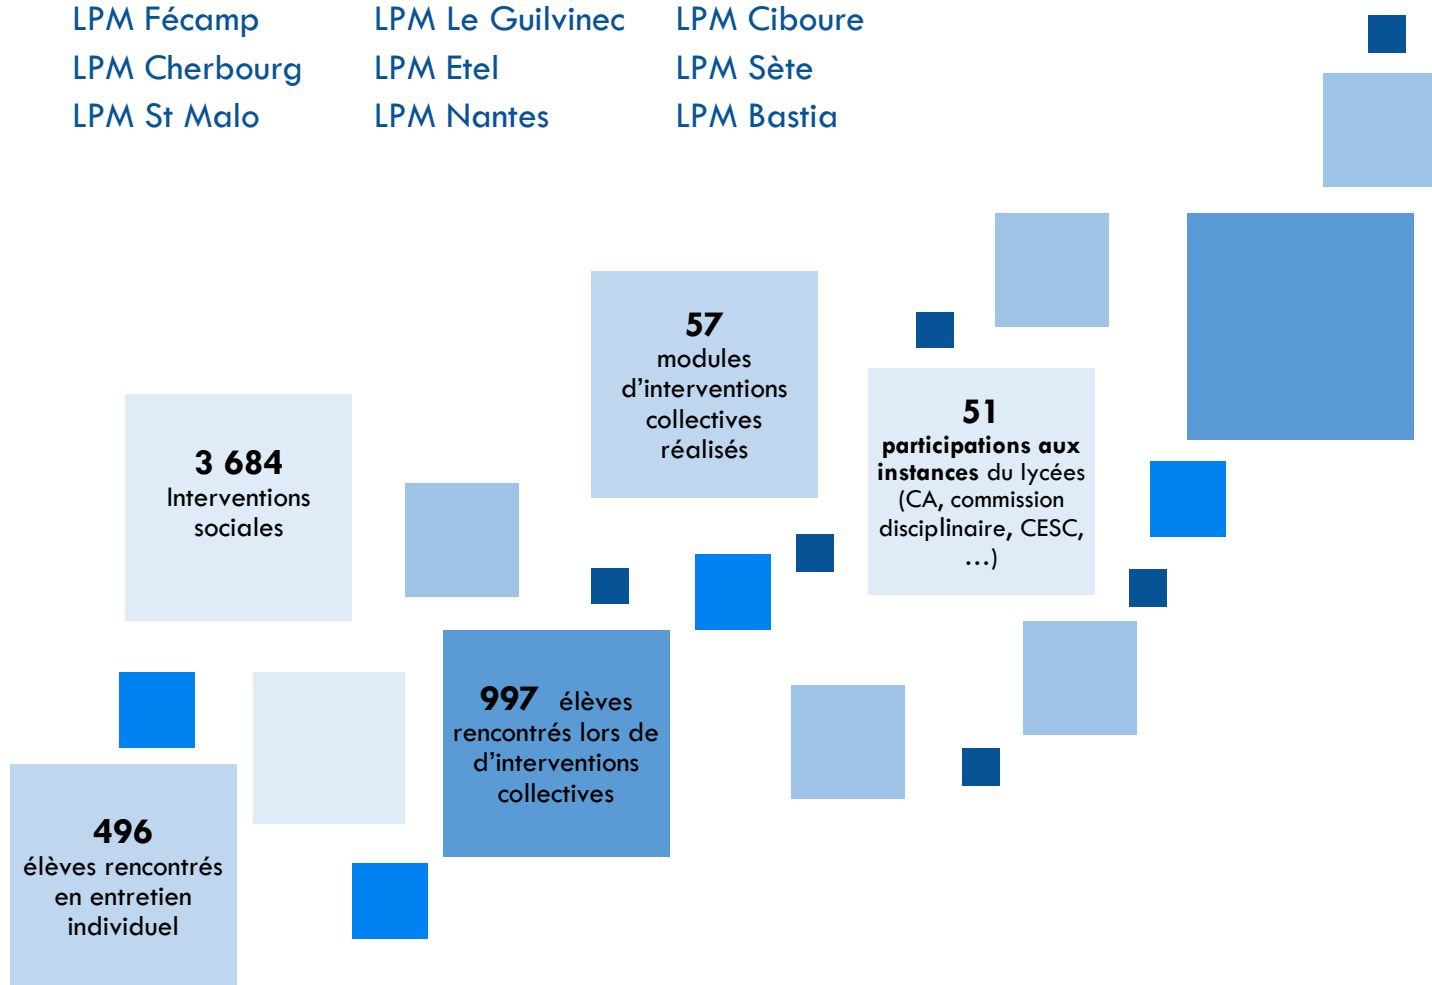 LPM Fécamp
LPM Le Guilvinec
LPM Ciboure
LPM Cherbourg
LPM Etel
LPM Sète
LPM St Malo
LPM Nantes
LPM Bastia
57
modules
d'interventions
collectives
réalisés
51
participations aux
instances du lycées
(CA, commission
disciplinaire, CESC,
…)
3 684
Interventions
sociales
997 élèves
rencontrés lors de
d'interventions
collectives
496
élèves rencontrés
en entretien
individuel